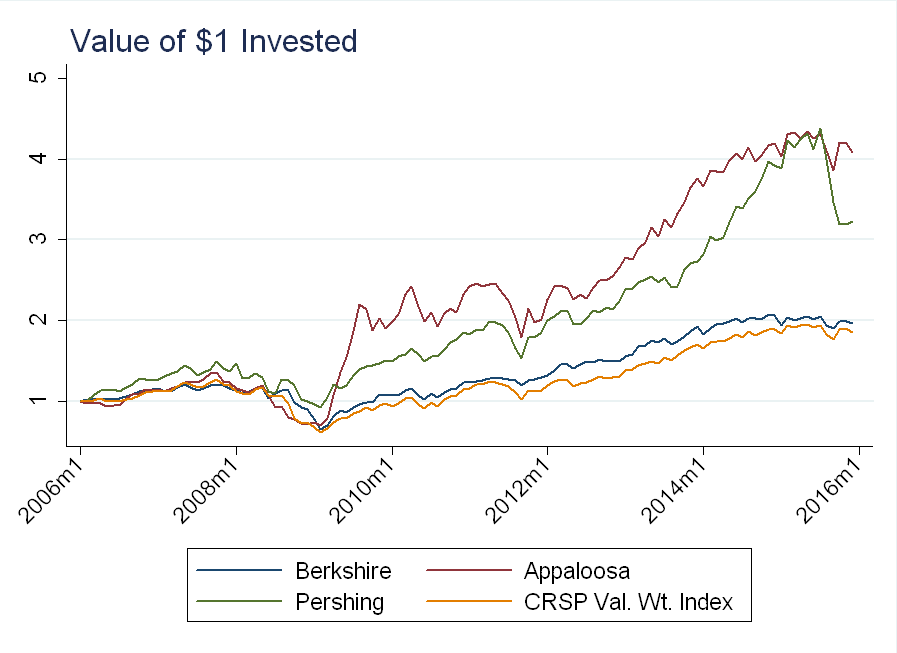 Value of $1 Invested
5
4
3
2
1
2006m1 2008m1 2010m1 2012m1 2014m1 2016m1
Berkshire Appaloosa
Pershing CRSP Val. Wt. Index